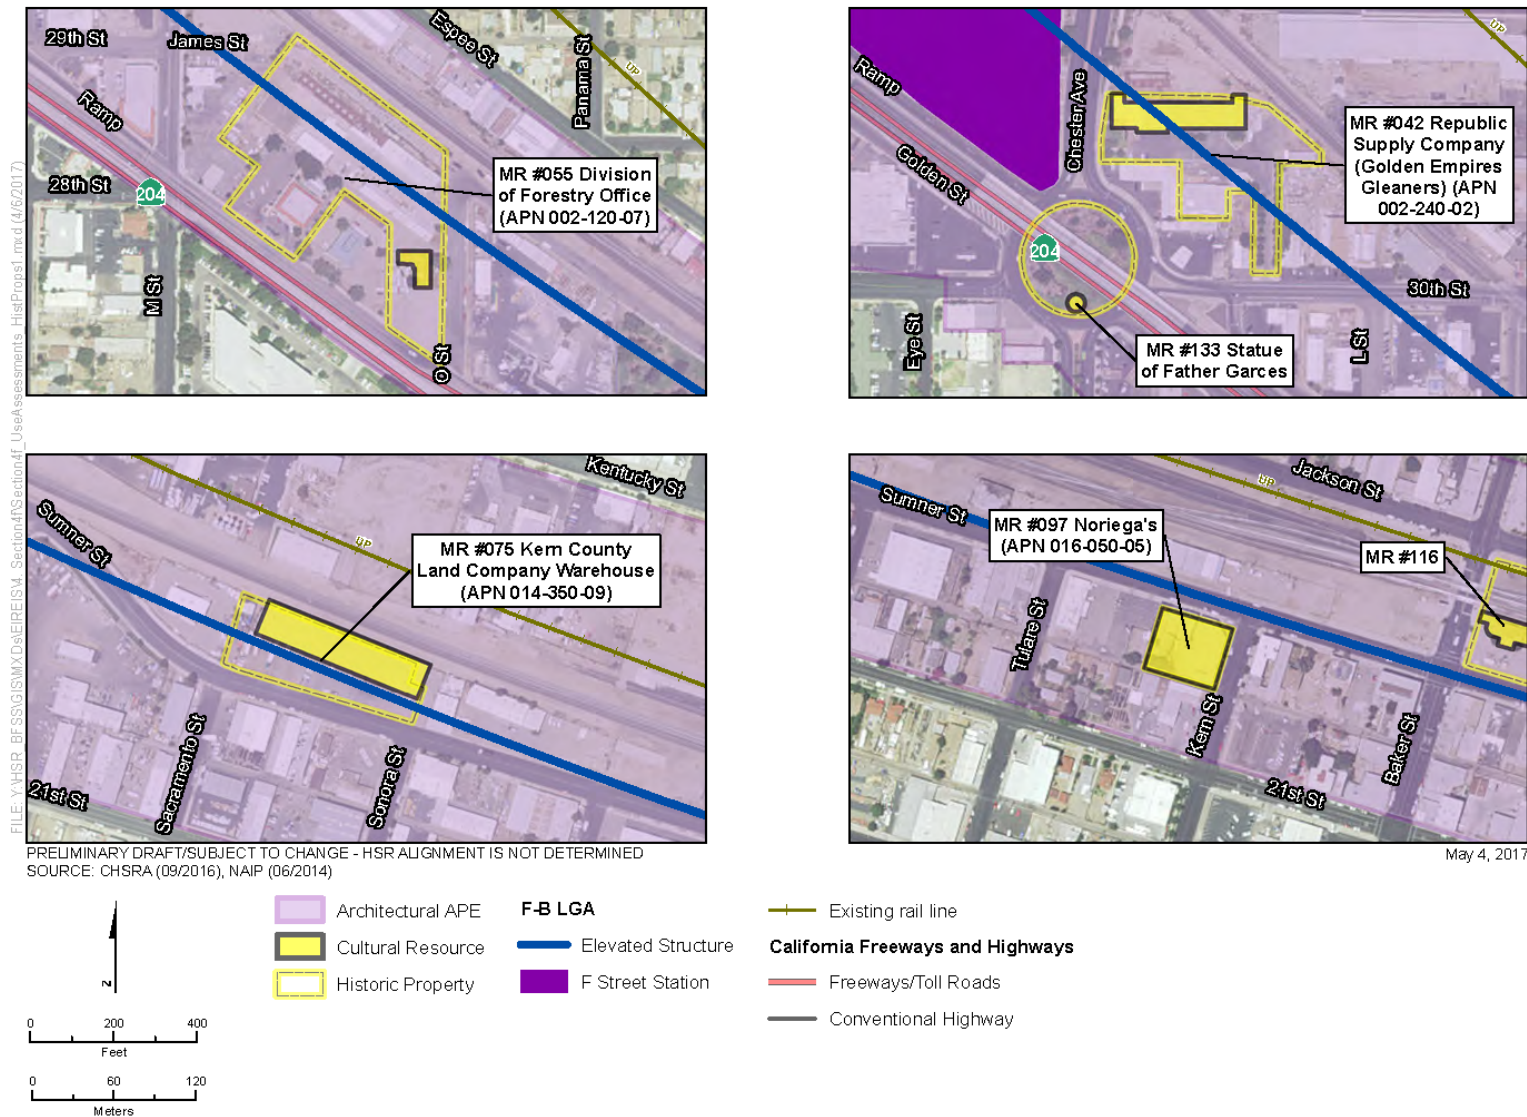 29th St
James St
Espee St
Panama St
UP
Ramp
28th St
204
M St
O St
MR #055 Division
of Forestry Office
(APN 002-120-07)
Ramp
Golden St
Chester Ave
UP
204
Eye St
30th St
L St
MR #042 Republic
Supply Company
(Golden Empires
Gleaners) (APN
002-240-02)
MR #133 Statue
of Father Garces
Sumner St
Kentucky St
UP
Sacramento St
Sonora St
21st St
MR #075 Kern County
Land Company Warehouse
(APN 014-350-09)
Sumner St
Jackson St
UP
Tulare St
Kern St
Baker St
21st St
MR #097 Noriega's
(APN 016-050-05)
MR #116
PRELIMINARY DRAFT/SUBJECT TO CHANGE - HSR ALIGNMENT IS NOT DETERMINED
SOURCE: CHSRA (09/2016), NAIP (06/2014)
May 4, 2017
Z
0 200 400
Feet
0 60 120
Meters
Architectural APE
Cultural Resource
Historic Property
F-B LGA
Elevated Structure
F Street Station
Existing rail line
California Freeways and Highways
Freeways/Toll Roads
Conventional Highway